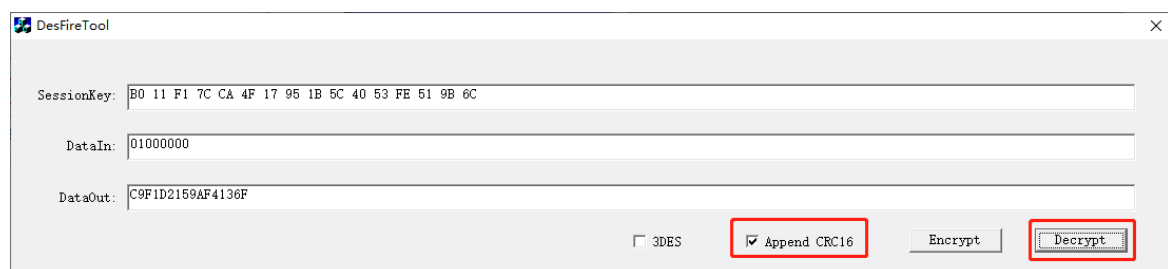 DesFireTool
SessionKey: B0 11 F1 7C CA 4F 17 95 1B 5C 40 53 FE 51 9B 6C
DataIn: 01000000
DataOut: C9F1D2159AF4136F
3DES Append CRC16 Encrypt Decrypt